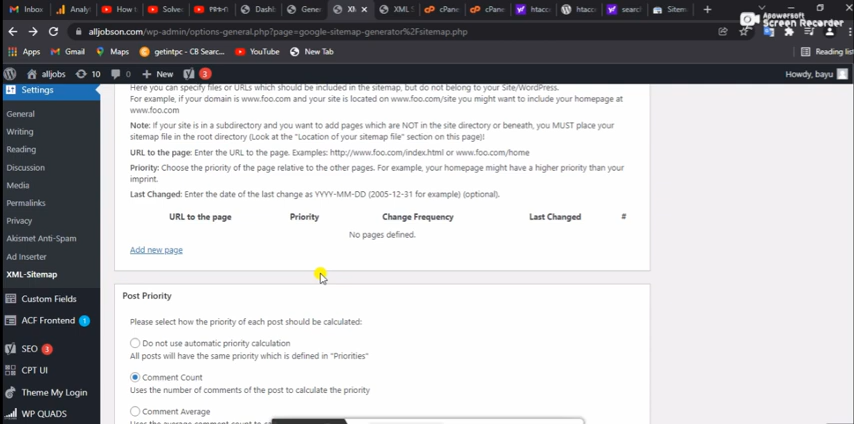 Inbox
Analyt
How t
Solve
Dashb
Gener
XM
XML S
cPane
cPane
htacco
htacco
search
Sitem
Apowersoft
Screen Recorder
alljobson.com/wp-admin/options-general.php?page=google-sitemap-generator%2Fsitemap.php
Apps
Gmail
Maps
getintpc - CB Searc...
YouTube
New Tab
Reading list
alljobs
10
0
New
3
Howdy, bayu
Settings
General
Writing
Reading
Discussion
Media
Permalinks
Privacy
Akismet Anti-Spam
Ad Inserter
XML-Sitemap
Custom Fields
ACF Frontend 1
SEO 3
CPT UI
Theme My Login
WP QUADS
Here you can specify files or URLs which should be included in the sitemap, but do not belong to your Site/WordPress.
For example, if your domain is www.foo.com and your site is located on www.foo.com/site you might want to include your homepage at
www.foo.com
Note: If your site is in a subdirectory and you want to add pages which are NOT in the site directory or beneath, you MUST place your
sitemap file in the root directory (Look at the "Location of your sitemap file" section on this page)!
URL to the page: Enter the URL to the page. Examples: http://www.foo.com/index.html or www.foo.com/home
Priority: Choose the priority of the page relative to the other pages. For example, your homepage might have a higher priority than your
imprint.
Last Changed: Enter the date of the last change as YYYY-MM-DD (2005-12-31 for example) (optional).
URL to the page Priority Change Frequency Last Changed #
No pages defined.
Add new page
Post Priority
Please select how the priority of each post should be calculated:
Do not use automatic priority calculation
All posts will have the same priority which is defined in "Priorities"
Comment Count
Uses the number of comments of the post to calculate the priority
Comment Average